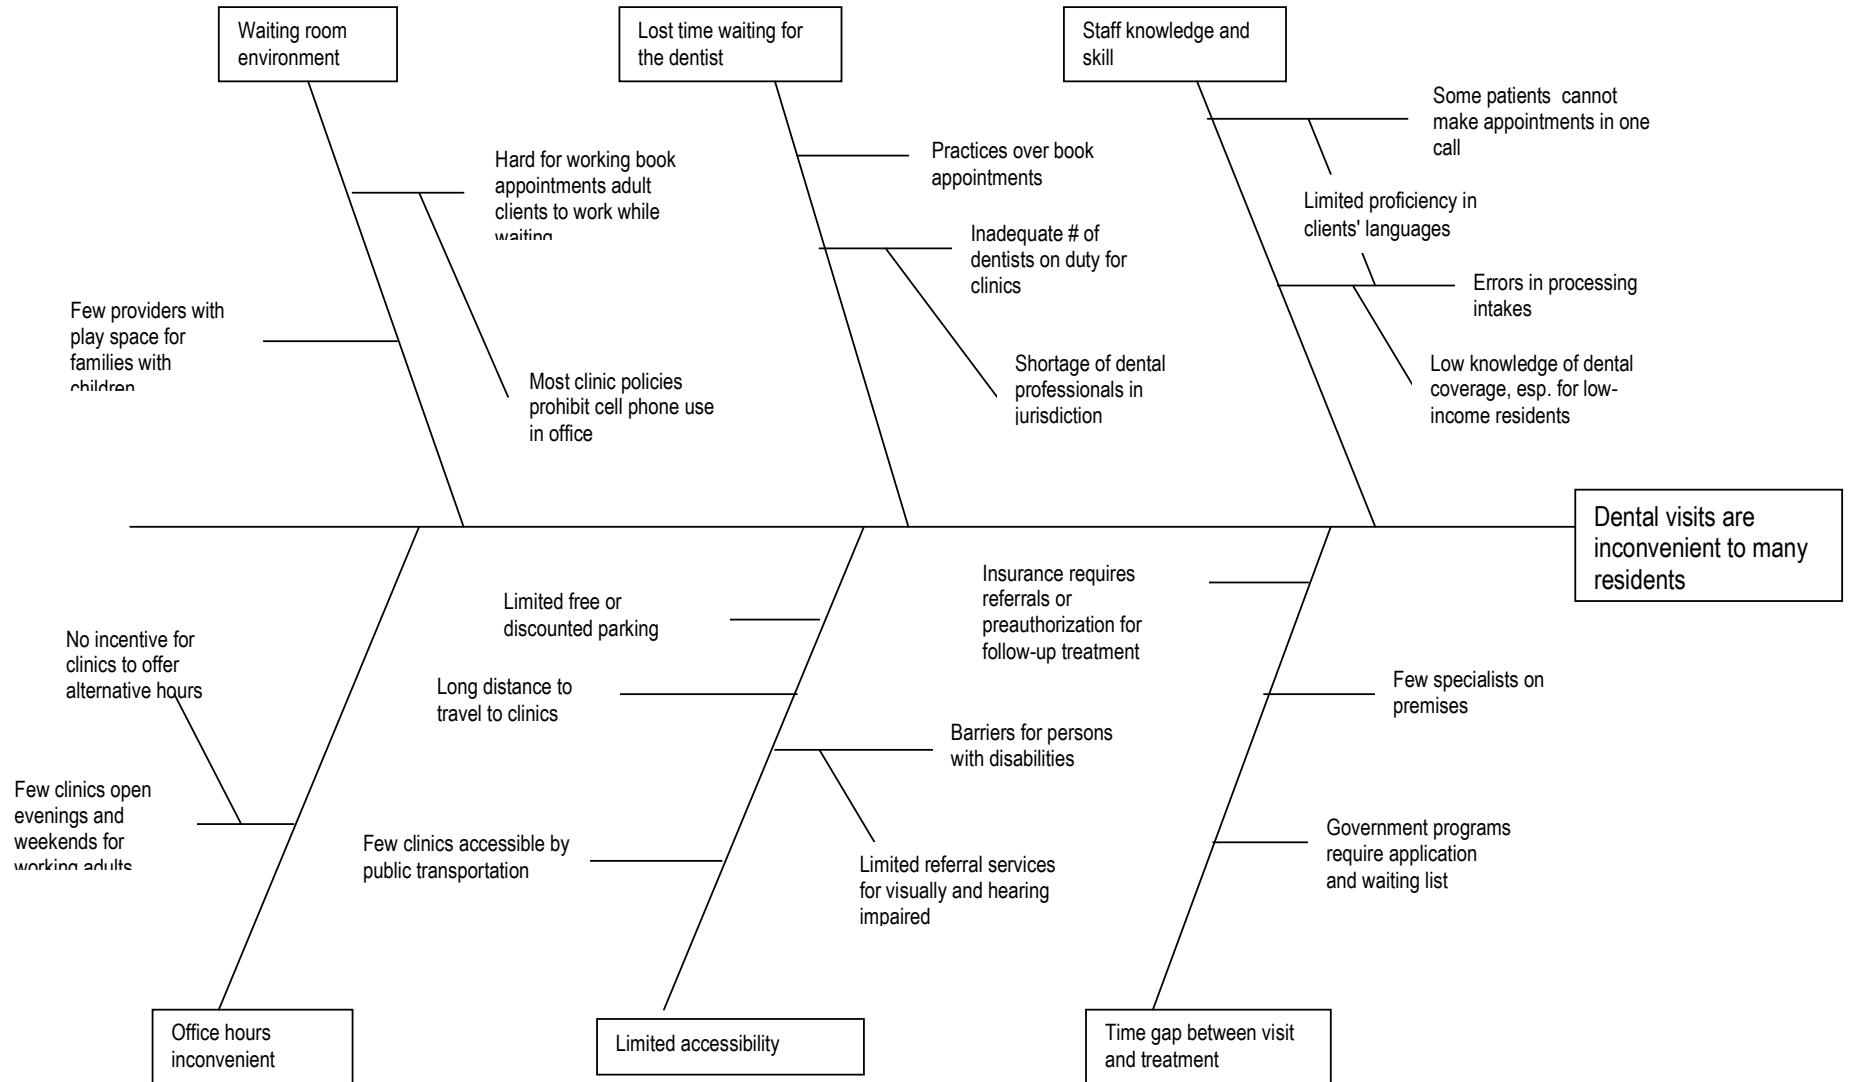 Waiting room
environment
Lost time waiting for
the dentist
Staff knowledge and
skill
Some patients cannot
make appointments in one
call
Hard for working book
appointments adult
clients to work while
waiting
Practices over book
appointments
Limited proficiency in
clients' languages
Inadequate # of
dentists on duty for
clinics
Errors in processing
intakes
Few providers with
play space for
families with
children
Shortage of dental
professionals in
jurisdiction
Low knowledge of dental
coverage, esp. for low-
income residents
Most clinic policies
prohibit cell phone use
in office
Dental visits are
inconvenient to many
residents
Insurance requires
referrals or
preauthorization for
follow-up treatment
Limited free or
discounted parking
No incentive for
clinics to offer
alternative hours
Long distance to
travel to clinics
Few specialists on
premises
Barriers for persons
with disabilities
Few clinics open
evenings and
weekends for
working adults
Few clinics accessible by
public transportation
Limited referral services
for visually and hearing
impaired
Government programs
require application
and waiting list
Office hours
inconvenient
Limited accessibility
Time gap between visit
and treatment